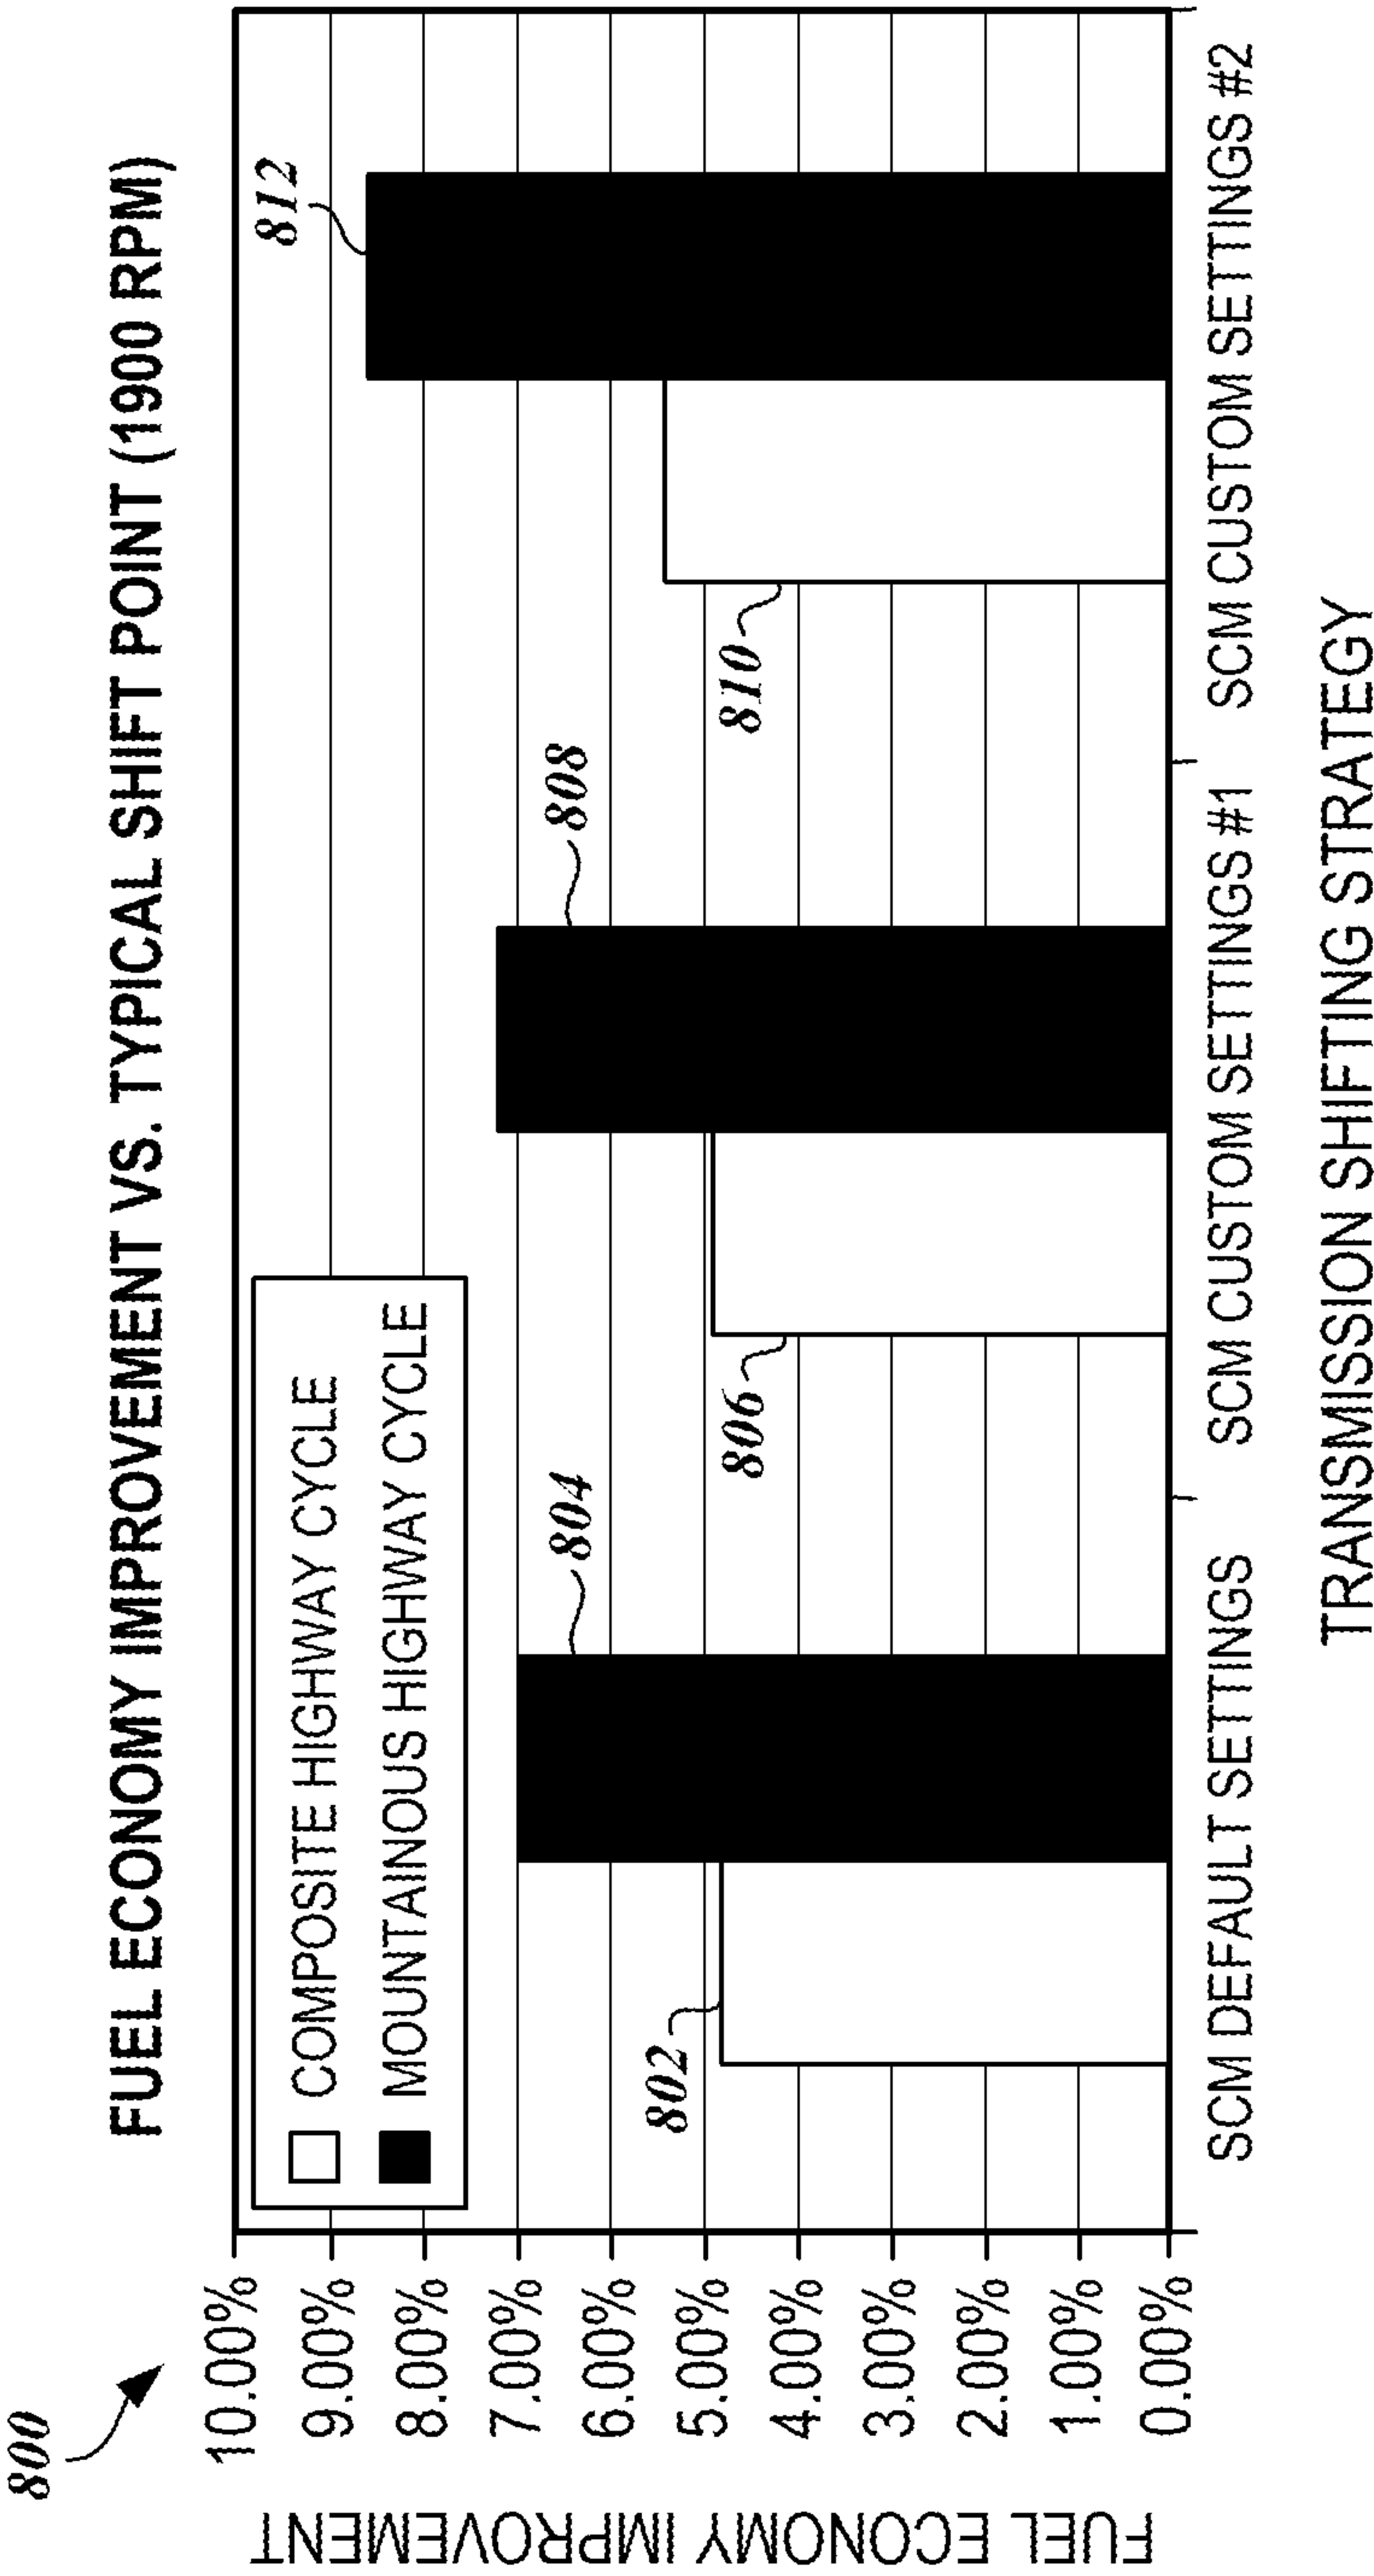 800
FUEL ECONOMY IMPROVEMENT VS. TYPICAL SHIFT POINT (1900 RPM)
FUEL ECONOMY IMPROVEMENT
10.00%
9.00%
8.00%
7.00%
6.00%
5.00%
4.00%
3.00%
2.00%
1.00%
0.00%
COMPOSITE HIGHWAY CYCLE
MOUNTAINOUS HIGHWAY CYCLE
802
804
806
808
810
812
SCM DEFAULT SETTINGS
SCM CUSTOM SETTINGS #1
SCM CUSTOM SETTINGS #2
TRANSMISSION SHIFTING STRATEGY